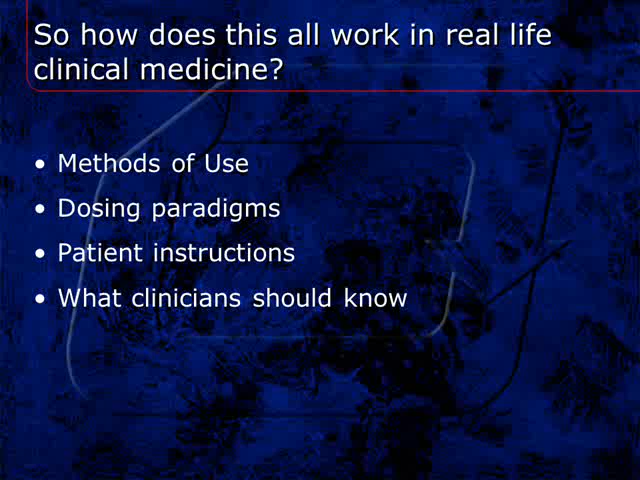 So how does this all work in real life
clinical medicine?
• Methods of Use
• Dosing paradigms
• Patient instructions
• What clinicians should know